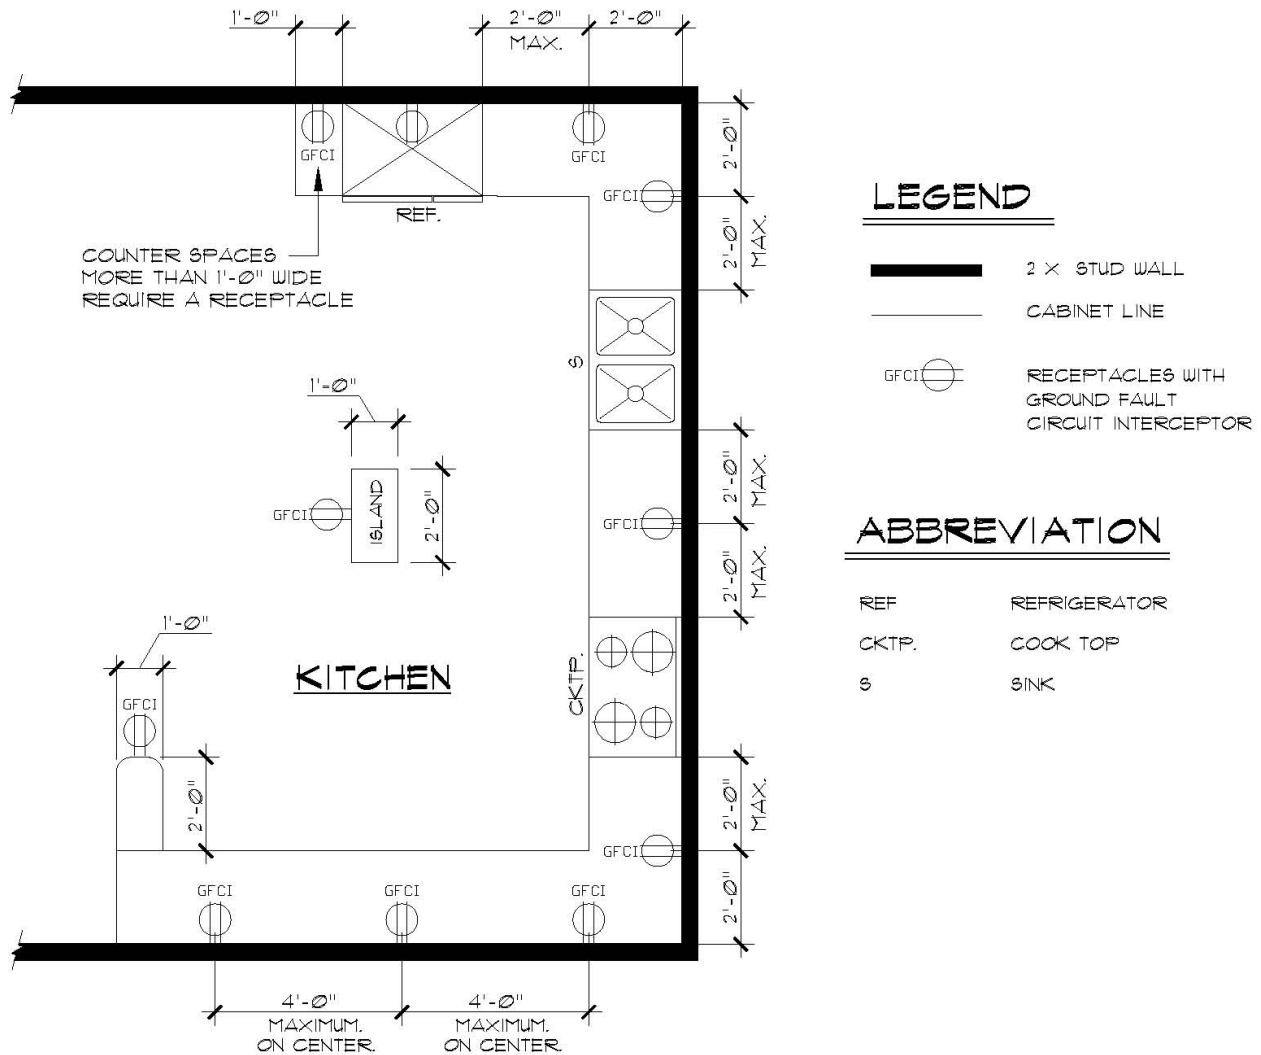 1'-0"
2'-0"
MAX.
2'-0"
GFCI
GFCI
2'-0"
GFCI
REF.
2'-0"
MAX.
COUNTER SPACES
MORE THAN 1'-0" WIDE
REQUIRE A RECEPTACLE
S
1'-0"
ISLAND
2'-0"
GFCI
2'-0"
MAX.
GFCI
2'-0"
MAX.
1'-0"
KITCHEN
CKTP.
GFCI
2'-0"
2'-0"
MAX.
GFCI
2'-0"
GFCI
GFCI
GFCI
4'-0"
MAXIMUM.
ON CENTER.
4'-0"
MAXIMUM.
ON CENTER.
LEGEND
2 X STUD WALL
CABINET LINE
GFCI
RECEPTACLES WITH
GROUND FAULT
CIRCUIT INTERCEPTOR
ABBREVIATION
REF REFRIGERATOR
CKTP. COOK TOP
S SINK